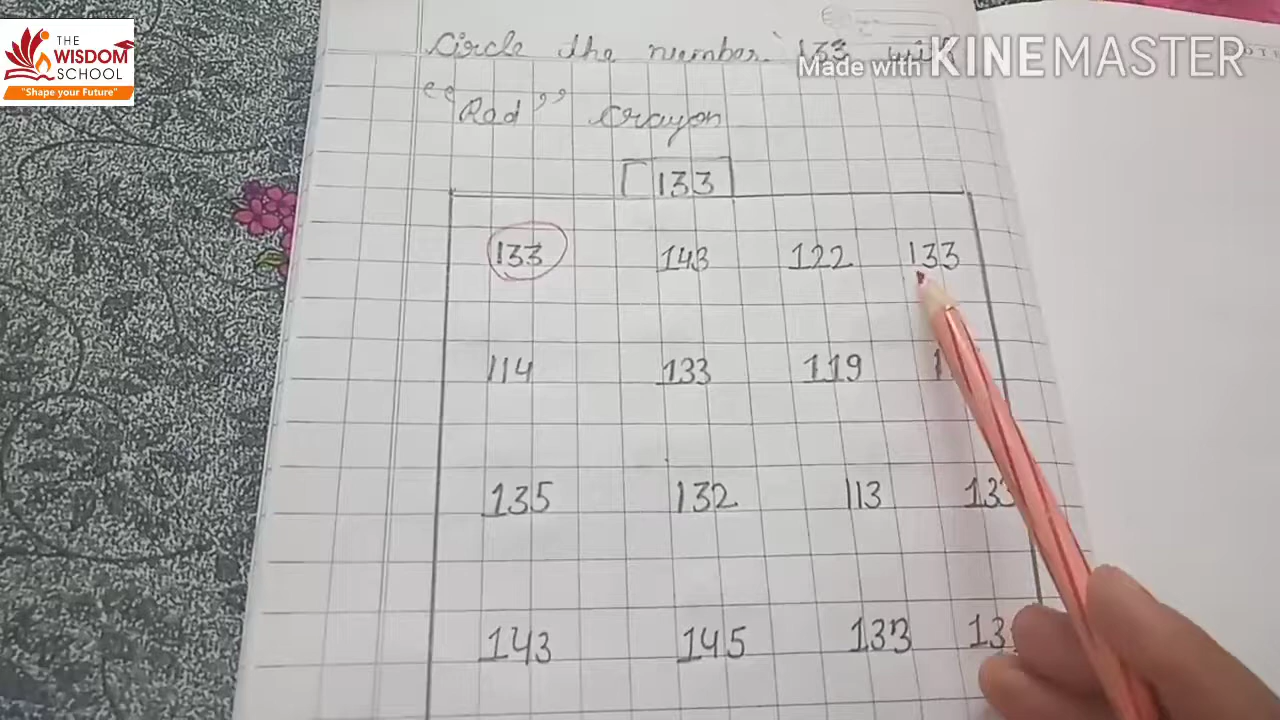 THE
WISDOM
SCHOOL
"Shape your Future"
Made with KINEMASTER
Circle the number 133 with
"Red" Crayon
133
133 143 122 133
114 133 119
135 132 113
143 145 133